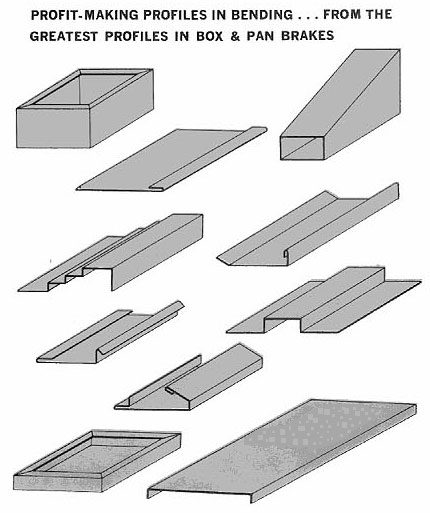 PROFIT-MAKING PROFILES IN BENDING ... FROM THE
GREATEST PROFILES IN BOX & PAN BRAKES